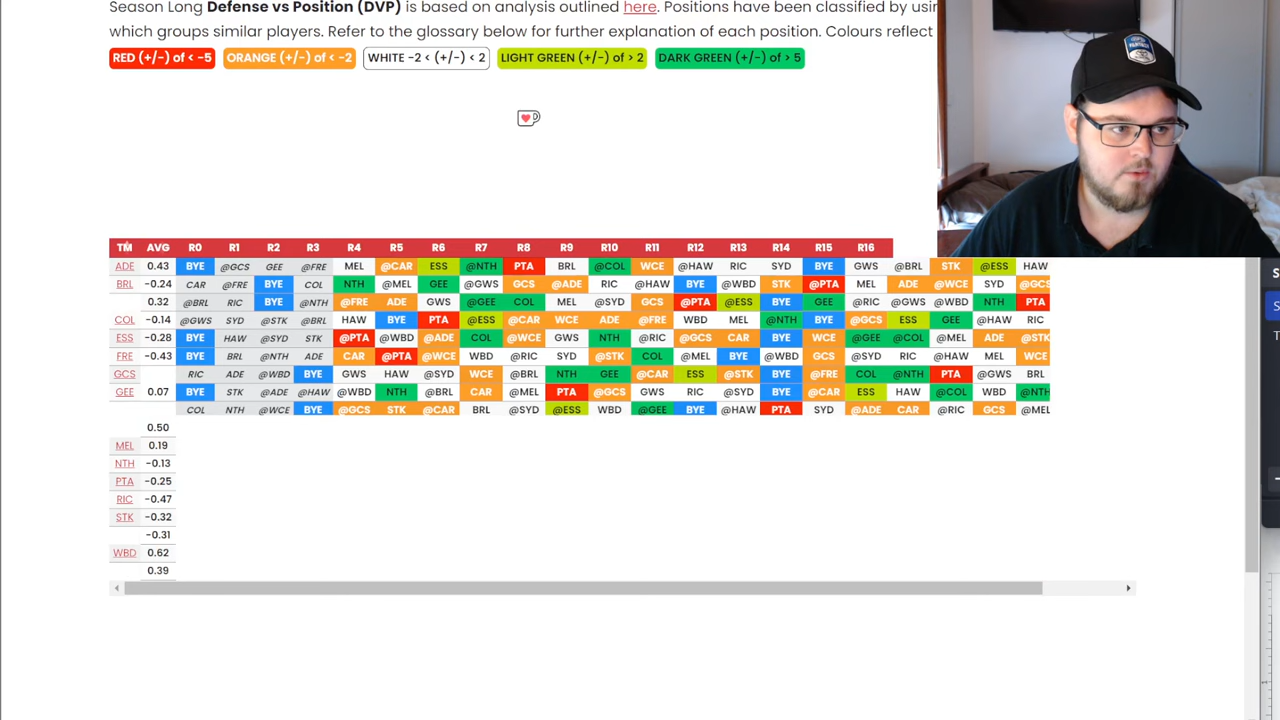 Season Long Defense vs Position (DVP) is based on analysis outlined here. Positions have been classified by usin
which groups similar players. Refer to the glossary below for further explanation of each position. Colours reflect
RED (+/-) of < -5 ORANGE (+/-) of < -2 WHITE -2 < (+/-) < 2 LIGHT GREEN (+/-) of > 2 DARK GREEN (+/-) of > 5
TM AVG R0 R1 R2 R3 R4 R5 R6 R7 R8 R9 R10 R11 R12 R13 R14 R15 R16
ADE 0.43 BYE @GCS GEE @FRE MEL @CAR ESS @NTH PTA BRL @COL WCE @HAW RIC SYD BYE GWS @BRL STK @ESS HAW
BRL -0.24 CAR @FRE BYE COL NTH @MEL GEE @GWS GCS @ADE RIC @HAW BYE @WBD STK @PTA MEL ADE @WCE SYD @GCS
0.32 @BRL RIC BYE @NTH @FRE ADE GWS @GEE COL MEL @SYD GCS @PTA @ESS BYE GEE @RIC @GWS @WBD NTH PTA
COL -0.14 @GWS SYD @STK @BRL HAW BYE PTA @ESS @CAR WCE ADE @FRE WBD MEL @NTH BYE @GCS ESS GEE @HAW RIC
ESS -0.28 BYE HAW @SYD STK @PTA @WBD @ADE COL @WCE GWS NTH @RIC @GCS CAR BYE WCE @GEE @COL @MEL ADE @STK
FRE -0.43 BYE BRL @NTH ADE CAR @PTA @WCE WBD @RIC SYD @STK COL @MEL BYE @WBD GCS @SYD RIC @HAW MEL WCE
GCS RIC ADE @WBD BYE GWS HAW @SYD WCE @BRL NTH GEE @CAR ESS @STK BYE @FRE COL @NTH PTA @GWS BRL
GEE 0.07 BYE STK @ADE @HAW @WBD NTH @BRL CAR @MEL PTA @GCS GWS RIC @SYD BYE @CAR ESS HAW @COL WBD @NTH
COL NTH @WCE BYE @GCS STK @CAR BRL @SYD @ESS WBD @GEE BYE @HAW PTA SYD @ADE CAR @RIC GCS @MEL
0.50
MEL 0.19
NTH -0.13
PTA -0.25
RIC -0.47
STK -0.32
-0.31
WBD 0.62
0.39